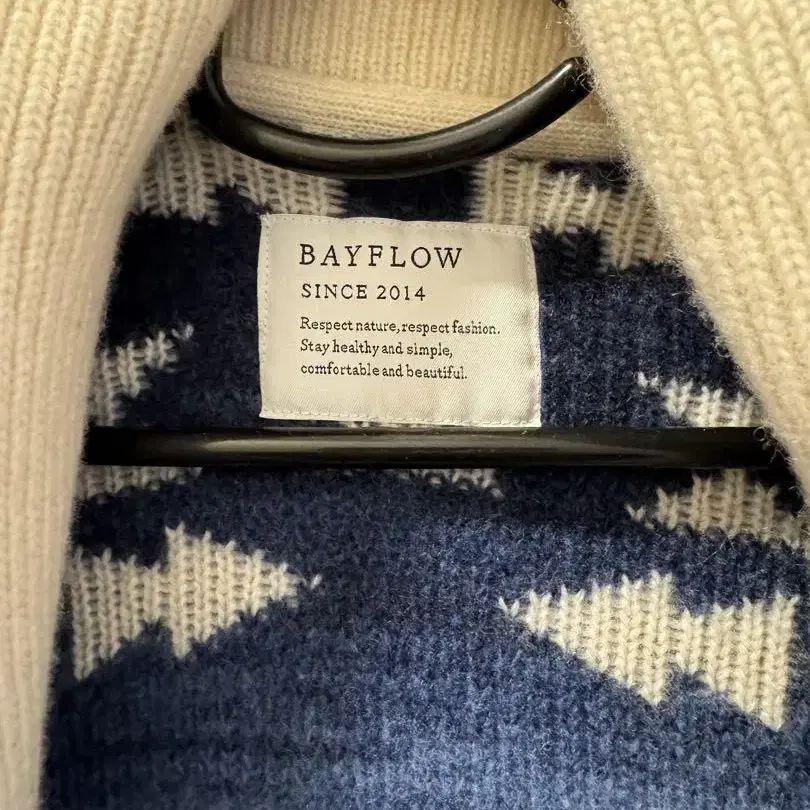 BAYFLOW
SINCE 2014
Respect nature, respect fashion.
Stay healthy and simple,
comfortable and beautiful.